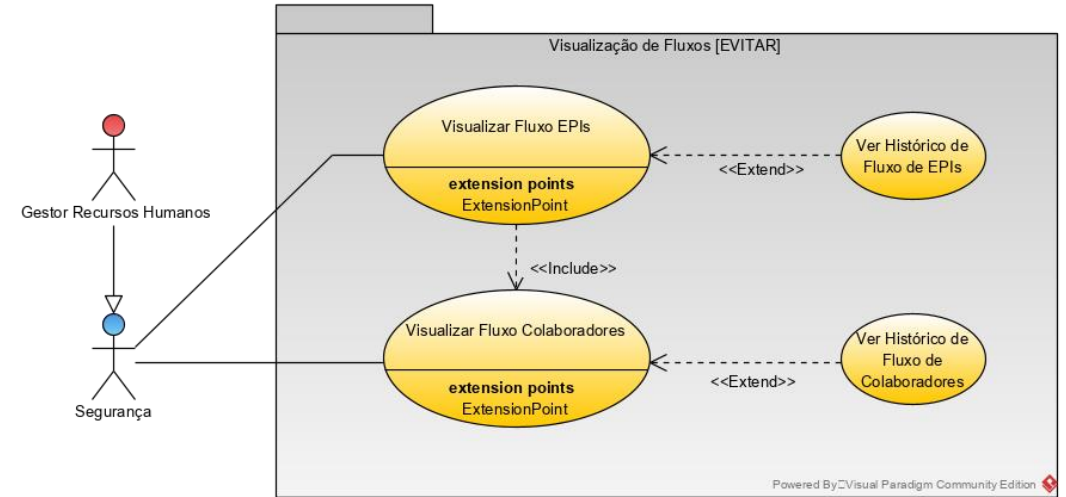 Visualização de Fluxos [EVITAR]
Visualizar Fluxo EPIs
extension points
ExtensionPoint
Ver Histórico de
Fluxo de EPIs
<<Extend>>
Gestor Recursos Humanos
<<Include>>
Visualizar Fluxo Colaboradores
extension points
ExtensionPoint
Ver Histórico de
Fluxo de
Colaboradores
<<Extend>>
Segurança
Powered By Visual Paradigm Community Edition